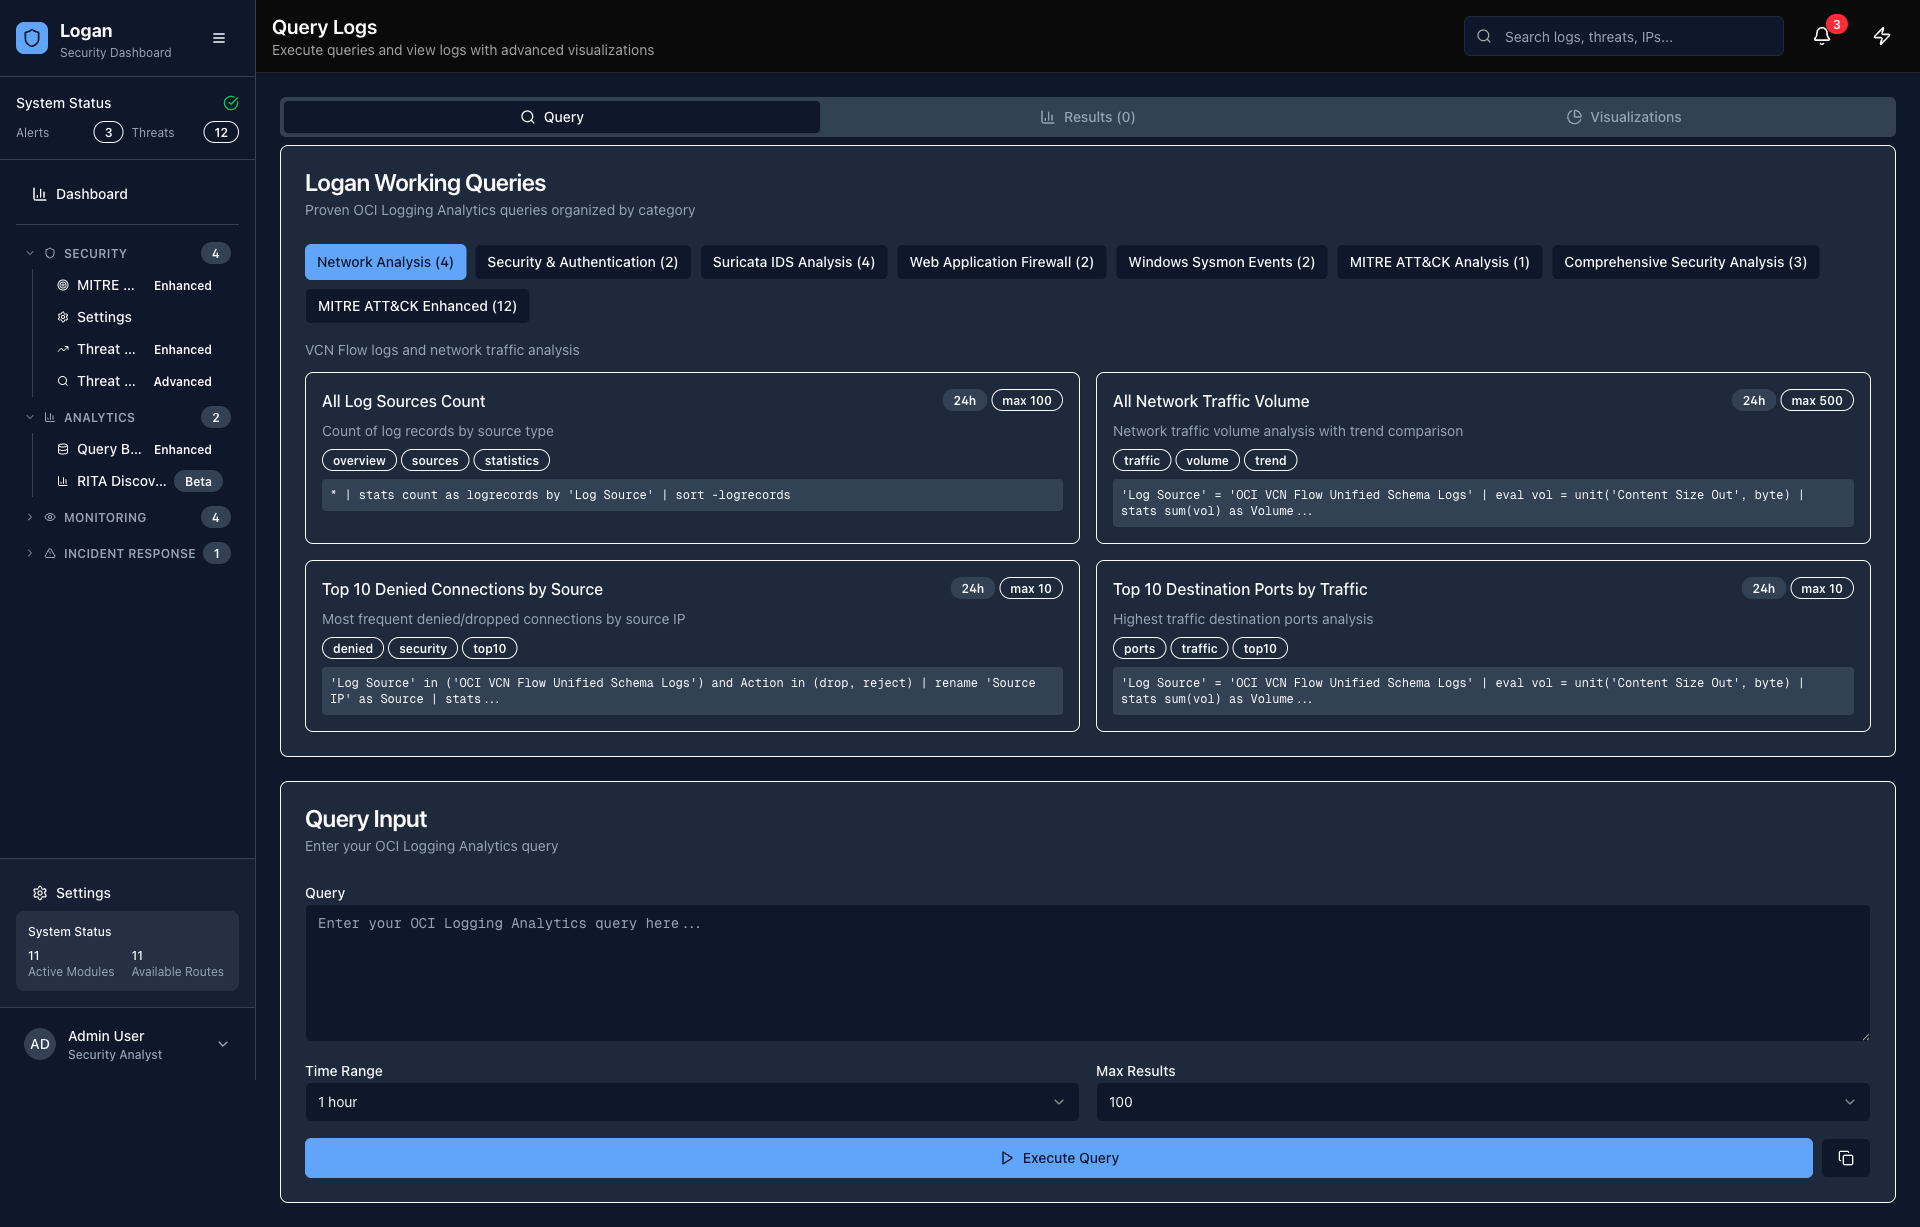 Logan
Security Dashboard
System Status
Alerts 3 Threats 12
Dashboard
SECURITY 4
MITRE ... Enhanced
Settings
Threat ... Enhanced
Threat ... Advanced
ANALYTICS 2
Query B... Enhanced
RITA Discov... Beta
MONITORING 4
INCIDENT RESPONSE 1
Settings
System Status
11 11
Active Modules Available Routes
AD
Admin User
Security Analyst
Query Logs
Execute queries and view logs with advanced visualizations
Search logs, threats, IPs...
3
Query Results (0) Visualizations
Logan Working Queries
Proven OCI Logging Analytics queries organized by category
Network Analysis (4) Security & Authentication (2) Suricata IDS Analysis (4) Web Application Firewall (2) Windows Sysmon Events (2) MITRE ATT&CK Analysis (1) Comprehensive Security Analysis (3)
MITRE ATT&CK Enhanced (12)
VCN Flow logs and network traffic analysis
All Log Sources Count 24h max 100
Count of log records by source type
overview sources statistics
* | stats count as logrecords by 'Log Source' | sort -logrecords
All Network Traffic Volume 24h max 500
Network traffic volume analysis with trend comparison
traffic volume trend
'Log Source' = 'OCI VCN Flow Unified Schema Logs' | eval vol = unit('Content Size Out', byte) |
stats sum(vol) as Volume...
Top 10 Denied Connections by Source 24h max 10
Most frequent denied/dropped connections by source IP
denied security top10
'Log Source' in ('OCI VCN Flow Unified Schema Logs') and Action in (drop, reject) | rename 'Source
IP' as Source | stats...
Top 10 Destination Ports by Traffic 24h max 10
Highest traffic destination ports analysis
ports traffic top10
'Log Source' = 'OCI VCN Flow Unified Schema Logs' | eval vol = unit('Content Size Out', byte) |
stats sum(vol) as Volume...
Query Input
Enter your OCI Logging Analytics query
Query
Enter your OCI Logging Analytics query here...
Time Range
1 hour
Max Results
100
Execute Query